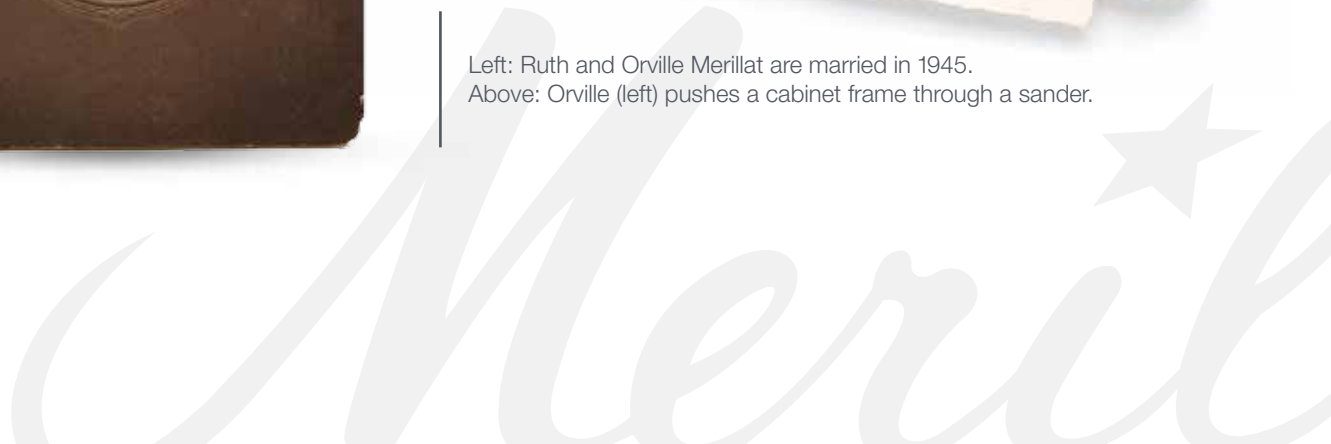 Left: Ruth and Orville Merillat are married in 1945.
Above: Orville (left) pushes a cabinet frame through a sander.
Meril